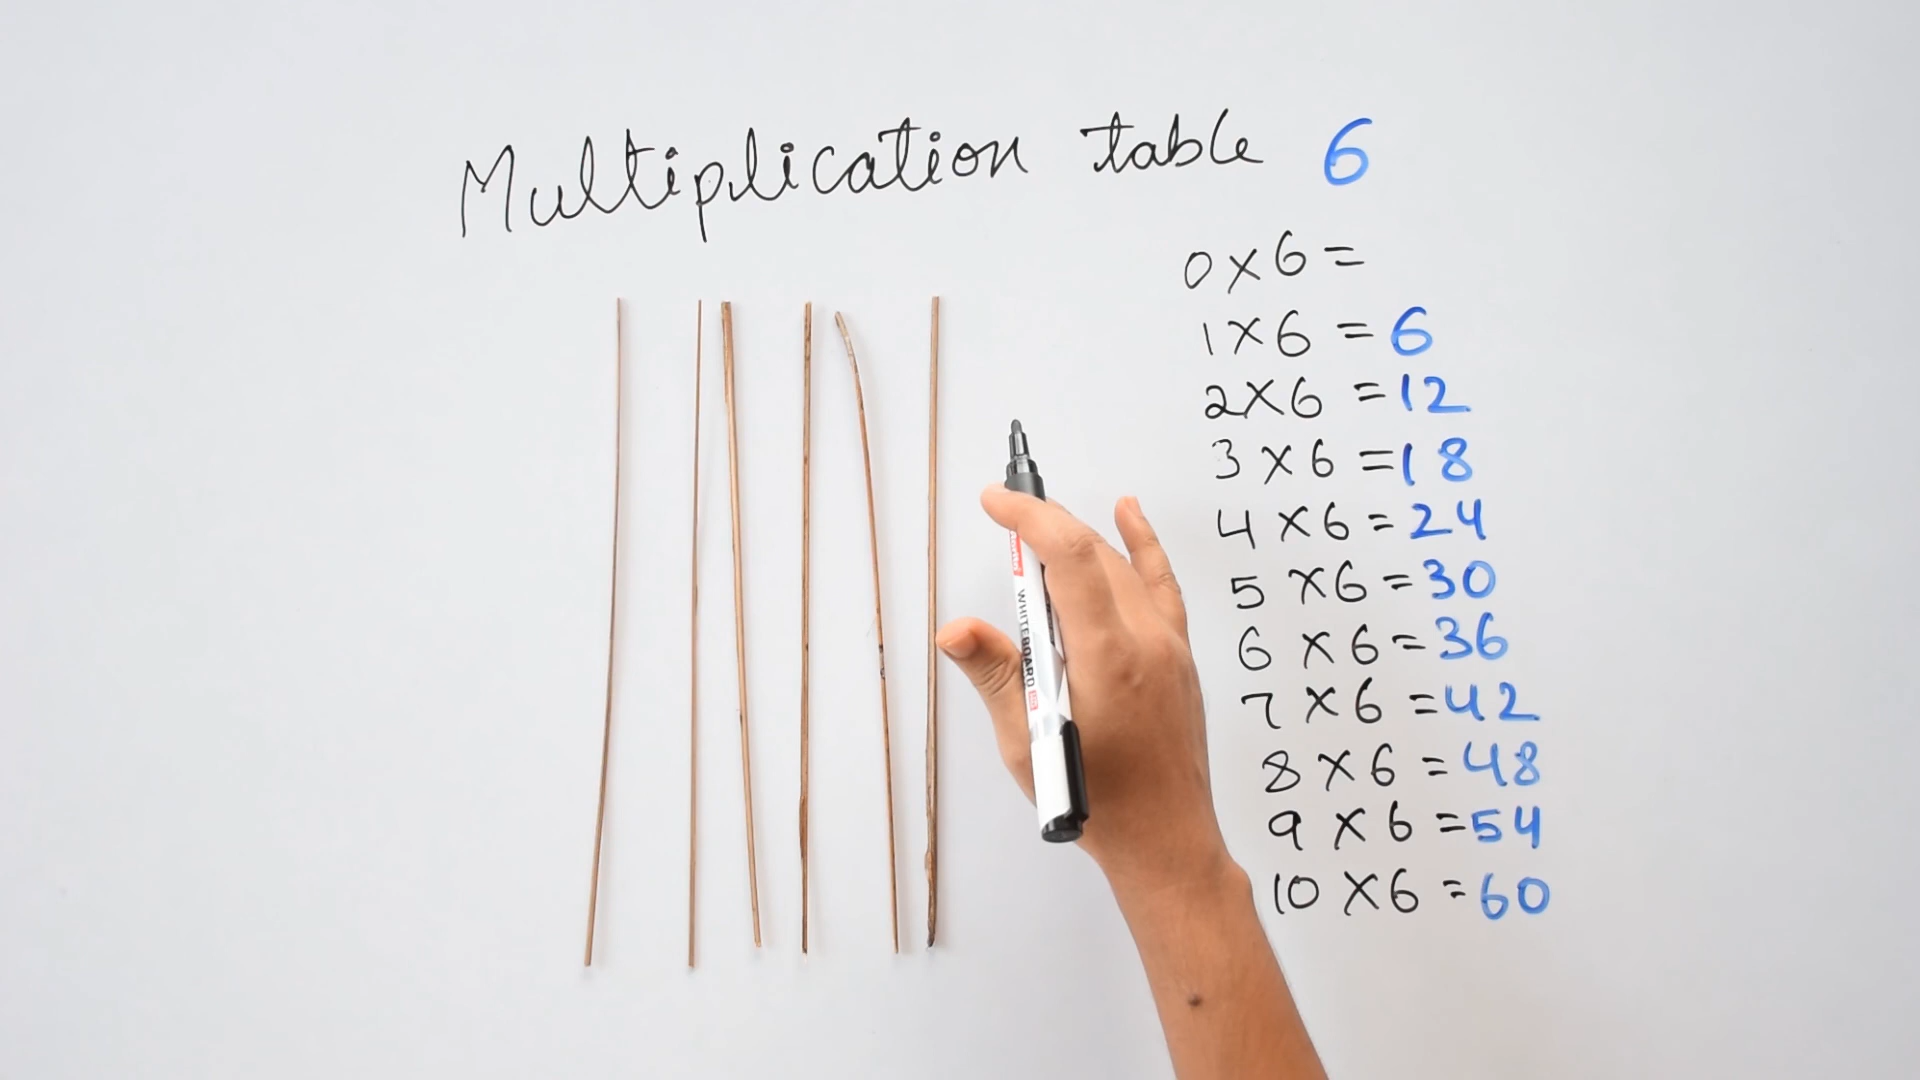 Multiplication table 6
0 x 6 =
1 x 6 = 6
2 x 6 = 12
3 x 6 = 18
4 x 6 = 24
5 x 6 = 30
6 x 6 = 36
7 x 6 = 42
8 x 6 = 48
9 x 6 = 54
10 x 6 = 60
WHITEBOARD